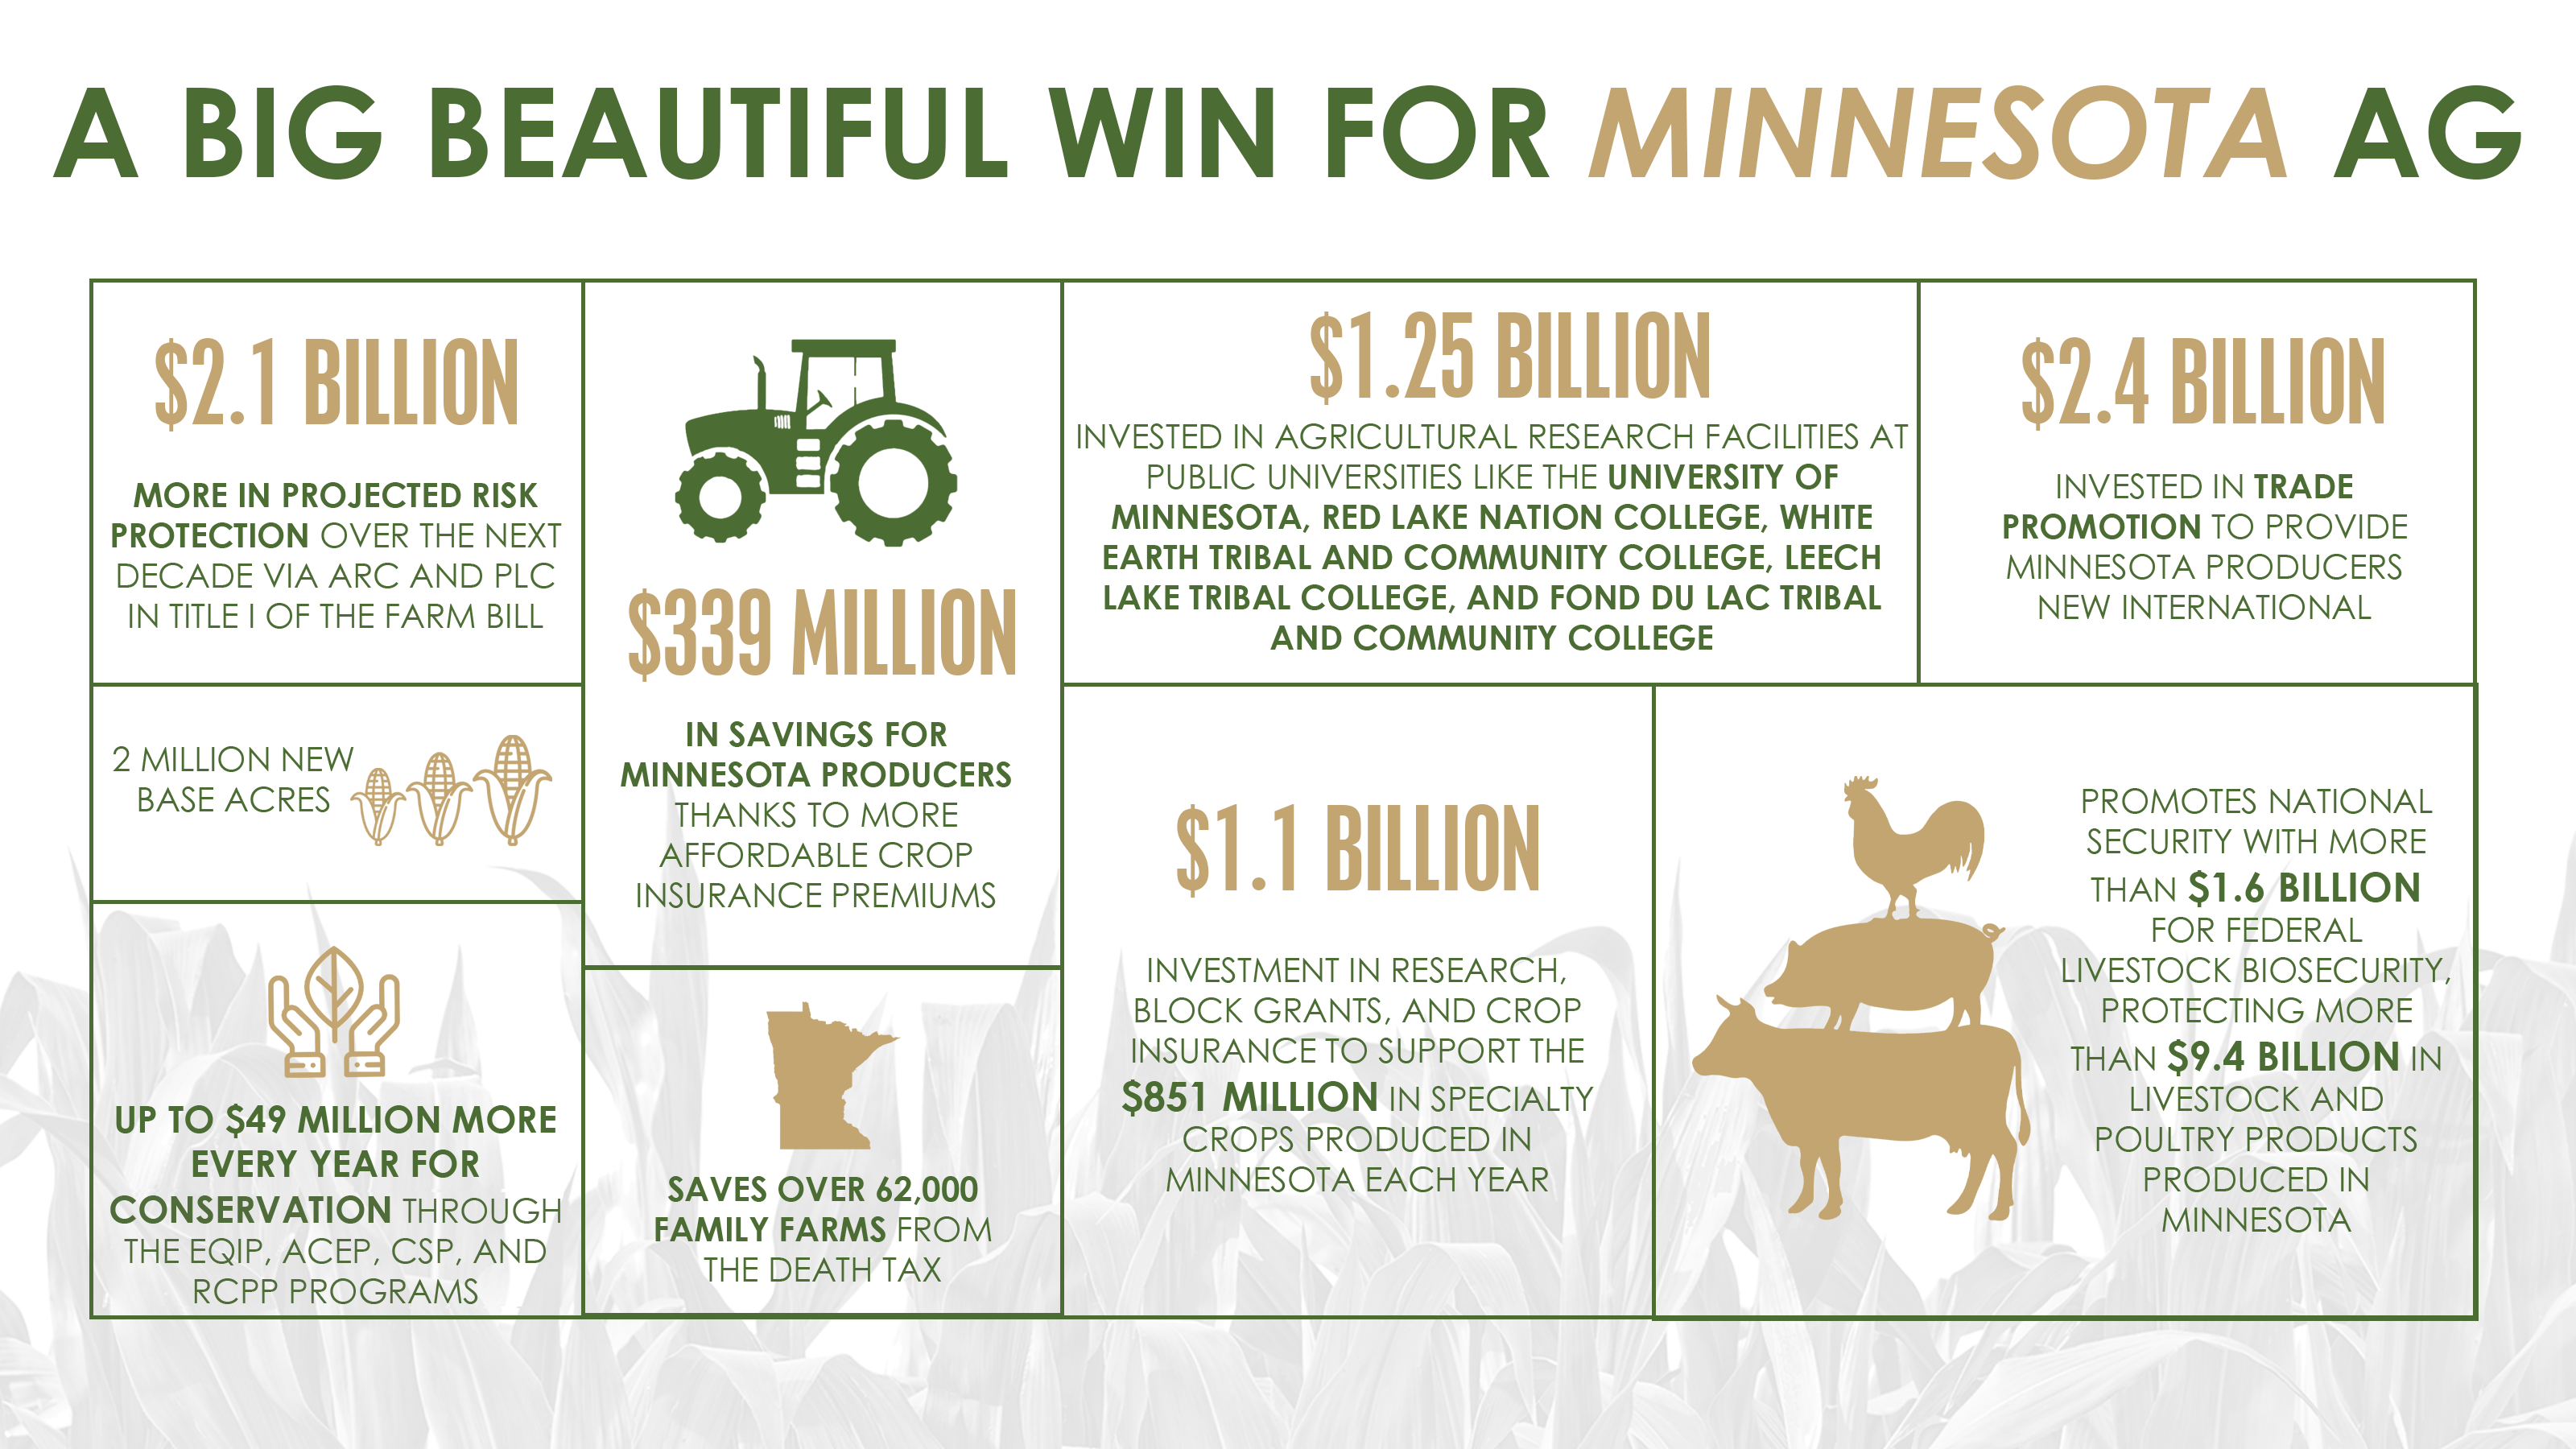 A BIG BEAUTIFUL WIN FOR MINNESOTA AG
$2.1 BILLION
MORE IN PROJECTED RISK
PROTECTION OVER THE NEXT
DECADE VIA ARC AND PLC
IN TITLE I OF THE FARM BILL
2 MILLION NEW
BASE ACRES
UP TO $49 MILLION MORE
EVERY YEAR FOR
CONSERVATION THROUGH
THE EQIP, ACEP, CSP, AND
RCPP PROGRAMS
$339 MILLION
IN SAVINGS FOR
MINNESOTA PRODUCERS
THANKS TO MORE
AFFORDABLE CROP
INSURANCE PREMIUMS
SAVES OVER 62,000
FAMILY FARMS FROM
THE DEATH TAX
$1.25 BILLION
INVESTED IN AGRICULTURAL RESEARCH FACILITIES AT
PUBLIC UNIVERSITIES LIKE THE UNIVERSITY OF
MINNESOTA, RED LAKE NATION COLLEGE, WHITE
EARTH TRIBAL AND COMMUNITY COLLEGE, LEECH
LAKE TRIBAL COLLEGE, AND FOND DU LAC TRIBAL
AND COMMUNITY COLLEGE
$2.4 BILLION
INVESTED IN TRADE
PROMOTION TO PROVIDE
MINNESOTA PRODUCERS
NEW INTERNATIONAL
$1.1 BILLION
INVESTMENT IN RESEARCH,
BLOCK GRANTS, AND CROP
INSURANCE TO SUPPORT THE
$851 MILLION IN SPECIALTY
CROPS PRODUCED IN
MINNESOTA EACH YEAR
PROMOTES NATIONAL
SECURITY WITH MORE
THAN $1.6 BILLION
FOR FEDERAL
LIVESTOCK BIOSECURITY,
PROTECTING MORE
THAN $9.4 BILLION IN
LIVESTOCK AND
POULTRY PRODUCTS
PRODUCED IN
MINNESOTA